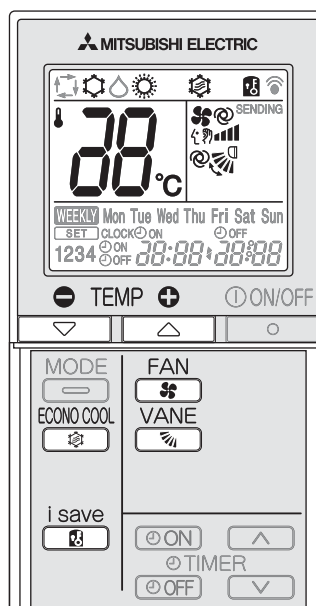 MITSUBISHI ELECTRIC
SENDING
88 °C
WEEKLY Mon Tue Wed Thu Fri Sat Sun
SET CLOCK ON OFF
1234 ON OFF 88:88 88:88
TEMP ON/OFF
MODE FAN
ECONO COOL VANE
i save
ON
TIMER
OFF